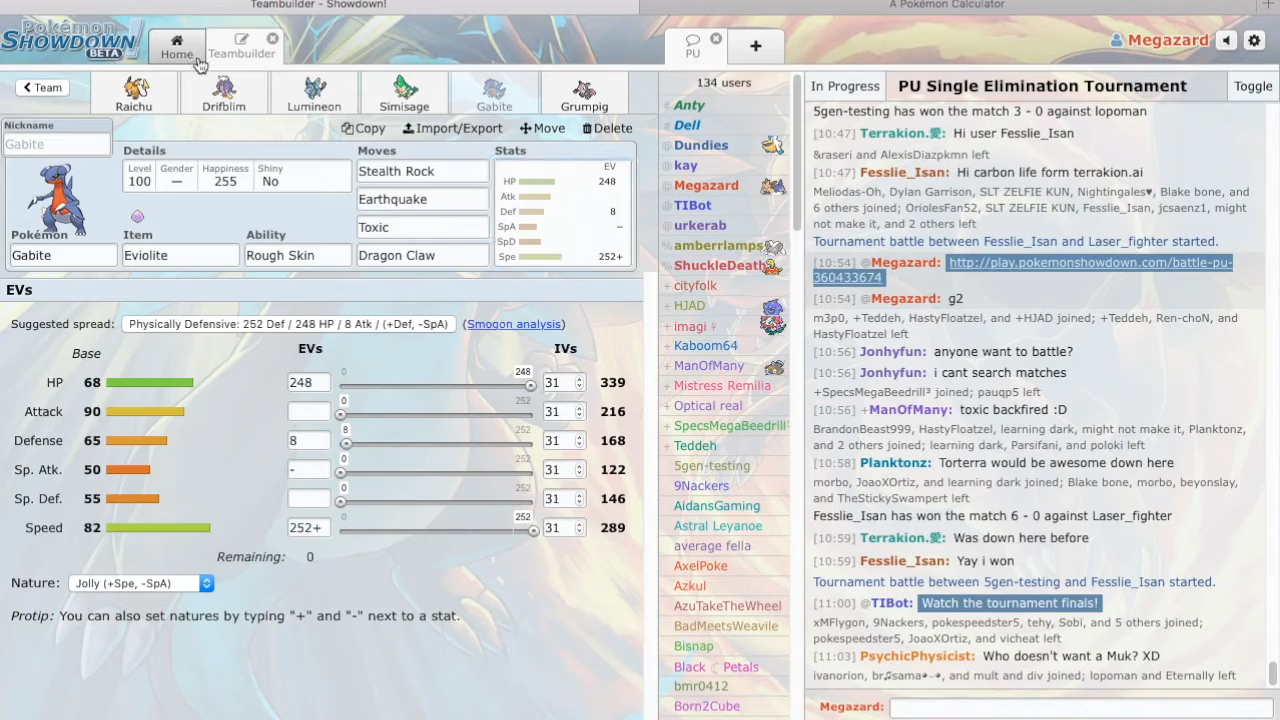 Teambuilder - Showdown!
A Pokémon Calculator
Pokémon
SHOWDOWN!
BETA
Home
Teambuilder
PU
Megazard
Team
Raichu
Drifblim
Lumineon
Simisage
Gabite
Grumpig
Nickname
Gabite
Copy
Import/Export
Move
Delete
Details
Level
100
Gender
—
Happiness
255
Shiny
No
Pokémon
Gabite
Item
Eviolite
Ability
Rough Skin
Moves
Stealth Rock
Earthquake
Toxic
Dragon Claw
Stats
EV
HP 248
Atk
Def 8
SpA –
SpD
Spe 252+
EVs
Suggested spread: Physically Defensive: 252 Def / 248 HP / 8 Atk / (+Def, -SpA) (Smogon analysis)
Base EVs IVs
HP 68 248 0 248 31 339
Attack 90 0 252 31 216
Defense 65 8 8 252 31 168
Sp. Atk. 50 - 0 252 31 122
Sp. Def. 55 0 252 31 146
Speed 82 252+ 0 252 31 289
Remaining: 0
Nature: Jolly (+Spe, -SpA)
Protip: You can also set natures by typing "+" and "-" next to a stat.
134 users
# Anty
# Dell
@ Dundies
@ kay
@ Megazard
@ TIBot
@ urkerab
% amberrlamps
% ShuckleDeath
+ cityfolk
+ HJAD
+ imagi ♀
+ Kaboom64
+ ManOfMany
+ Mistress Remilia
+ Optical real
+ SpecsMegaBeedrill³
+ Teddeh
5gen-testing
9Nackers
AidansGaming
Astral Leyanoe
average fella
AxelPoke
Azkul
AzuTakeTheWheel
BadMeetsWeavile
Bisnap
Black ☾ Petals
bmr0412
Born2Cube
In Progress PU Single Elimination Tournament Toggle
5gen-testing has won the match 3 - 0 against lopoman
[10:47] Terrakion.愛: Hi user Fesslie_Isan
&raseri and AlexisDiazpkmn left
[10:47] Fesslie_Isan: Hi carbon life form terrakion.ai
Meliodas-Oh, Dylan Garrison, SLT ZELFIE KUN, Nightingales♥, Blake bone, and
6 others joined; OriolesFan52, SLT ZELFIE KUN, Fesslie_Isan, jcsaenz1, might
not make it, and 2 others left
Tournament battle between Fesslie_Isan and Laser_fighter started.
[10:54] @Megazard: http://play.pokemonshowdown.com/battle-pu-
360433674
[10:54] @Megazard: g2
m3p0, +Teddeh, HastyFloatzel, and +HJAD joined; +Teddeh, Ren-choN, and
HastyFloatzel left
[10:56] Jonhyfun: anyone want to battle?
[10:56] Jonhyfun: i cant search matches
+SpecsMegaBeedrill³ joined; pauqp5 left
[10:56] +ManOfMany: toxic backfired :D
BrandonBeast999, HastyFloatzel, learning dark, might not make it, Planktonz,
and 2 others joined; learning dark, Parsifani, and poloki left
[10:58] Planktonz: Torterra would be awesome down here
morbo, JoaoXOrtiz, and learning dark joined; Blake bone, morbo, beyonslay,
and TheStickySwampert left
Fesslie_Isan has won the match 6 - 0 against Laser_fighter
[10:59] Terrakion.愛: Was down here before
[10:59] Fesslie_Isan: Yay i won
Tournament battle between 5gen-testing and Fesslie_Isan started.
[11:00] @TIBot: Watch the tournament finals!
xMFlygon, 9Nackers, pokespeedster5, tehy, Sobi, and 5 others joined;
pokespeedster5, JoaoXOrtiz, and vicheat left
[11:03] PsychicPhysicist: Who doesn't want a Muk? XD
ivanorion, br♫sama•⌣•, and mult and div joined; lopoman and Eternally left
Megazard: